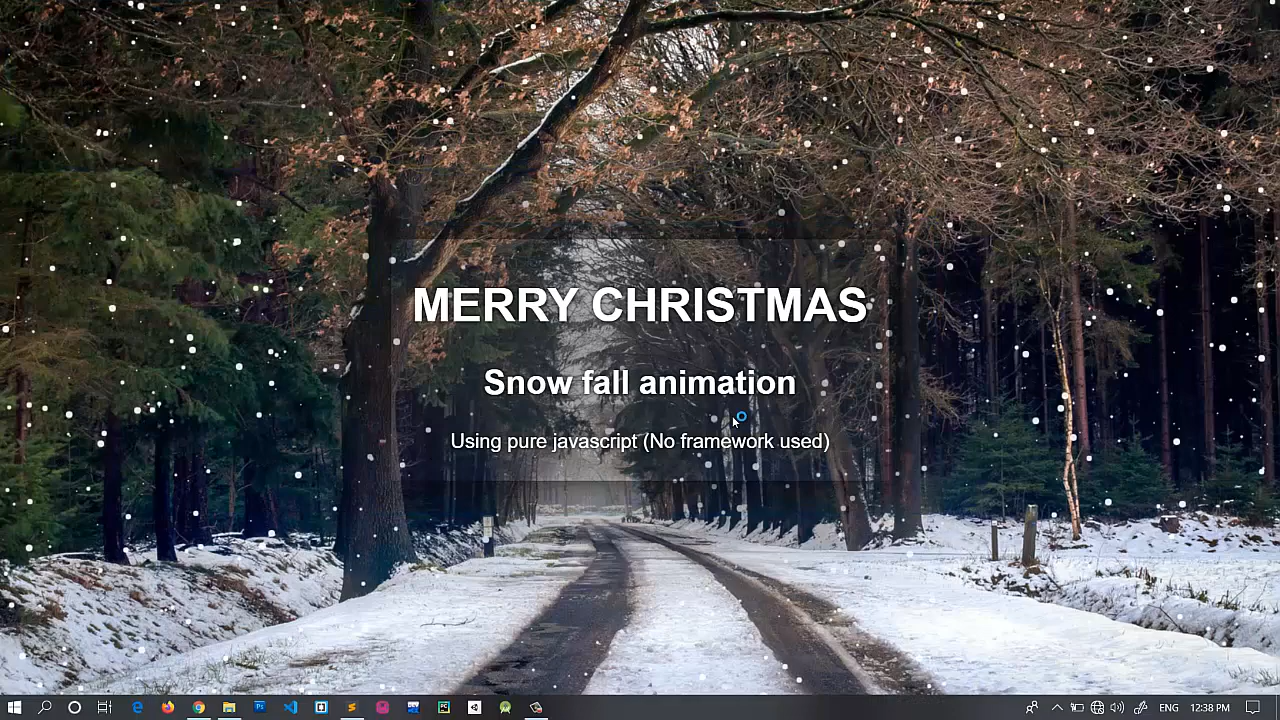 MERRY CHRISTMAS
Snow fall animation
Using pure javascript (No framework used)
ENG
12:38 PM